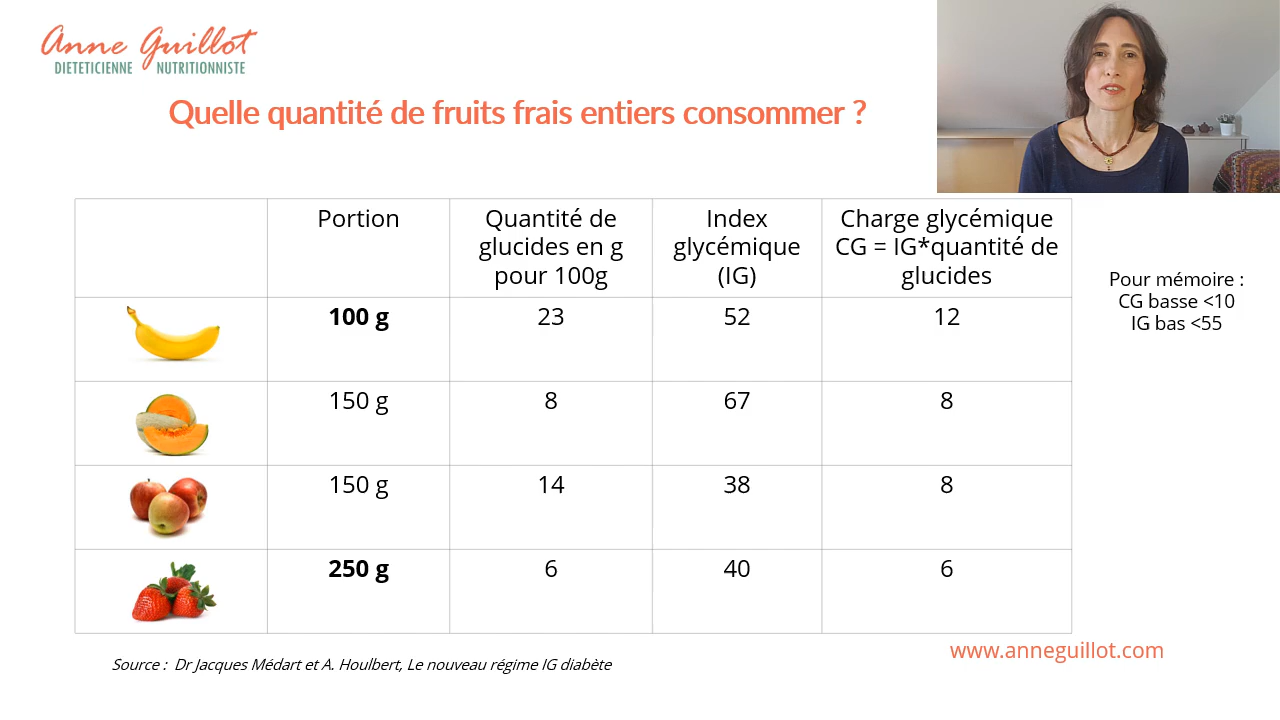 Anne Guillot
DIETETICIENNE NUTRITIONNISTE
Quelle quantité de fruits frais entiers consommer ?
Portion
Quantité de
glucides en g
pour 100g
Index
glycémique
(IG)
Charge glycémique
CG = IG*quantité de
glucides
Pour mémoire :
CG basse <10
IG bas <55
100 g 23 52 12
150 g 8 67 8
150 g 14 38 8
250 g 6 40 6
www.anneguillot.com
Source : Dr Jacques Médart et A. Houlbert, Le nouveau régime IG diabète